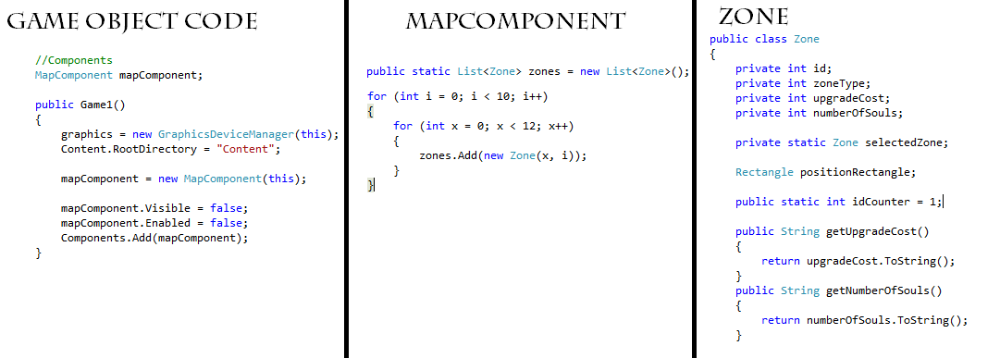 GAME OBJECT CODE
//Components
MapComponent mapComponent;
public Game1()
{
graphics = new GraphicsDeviceManager(this);
Content.RootDirectory = "Content";
mapComponent = new MapComponent(this);
mapComponent.Visible = false;
mapComponent.Enabled = false;
Components.Add(mapComponent);
}
MAPCOMPONENT
public static List<Zone> zones = new List<Zone>();
for (int i = 0; i < 10; i++)
{
for (int x = 0; x < 12; x++)
{
zones.Add(new Zone(x, i));
}
}
ZONE
public class Zone
{
private int id;
private int zoneType;
private int upgradeCost;
private int numberOfSouls;
private static Zone selectedZone;
Rectangle positionRectangle;
public static int idCounter = 1;
public String getUpgradeCost()
{
return upgradeCost.ToString();
}
public String getNumberOfSouls()
{
return numberOfSouls.ToString();
}